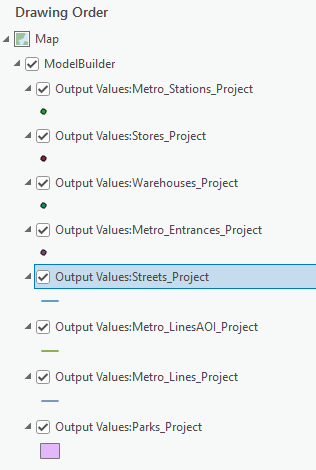 Drawing Order
Map
ModelBuilder
Output Values:Metro_Stations_Project
Output Values:Stores_Project
Output Values:Warehouses_Project
Output Values:Metro_Entrances_Project
Output Values:Streets_Project
Output Values:Metro_LinesAOI_Project
Output Values:Metro_Lines_Project
Output Values:Parks_Project